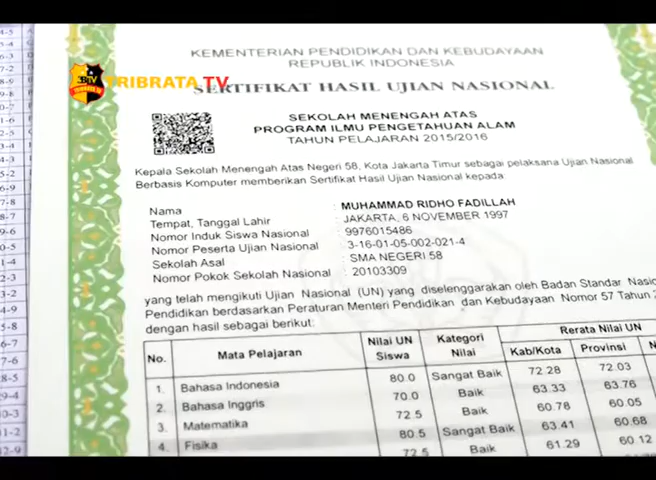 KEMENTERIAN PENDIDIKAN DAN KEBUDAYAAN
REPUBLIK INDONESIA
TRIBRATA TV
SERTIFIKAT HASIL UJIAN NASIONAL
SEKOLAH MENENGAH ATAS
PROGRAM ILMU PENGETAHUAN ALAM
TAHUN PELAJARAN 2015/2016
Kepala Sekolah Menengah Atas Negeri 58, Kota Jakarta Timur sebagai pelaksana Ujian Nasional
Berbasis Komputer memberikan Sertifikat Hasil Ujian Nasional kepada:
Nama : MUHAMMAD RIDHO FADILLAH
Tempat, Tanggal Lahir : JAKARTA, 6 NOVEMBER 1997
Nomor Induk Siswa Nasional : 9976015486
Nomor Peserta Ujian Nasional : 3-16-01-05-002-021-4
Sekolah Asal : SMA NEGERI 58
Nomor Pokok Sekolah Nasional : 20103309
yang telah mengikuti Ujian Nasional (UN) yang diselenggarakan oleh Badan Standar Nasio
Pendidikan berdasarkan Peraturan Menteri Pendidikan dan Kebudayaan Nomor 57 Tahun 2
dengan hasil sebagai berikut:
No. Mata Pelajaran Nilai UN Siswa Kategori Nilai Rerata Nilai UN
Kab/Kota Provinsi N
1. Bahasa Indonesia 80.0 Sangat Baik 72.28 72.03
2. Bahasa Inggris 70.0 Baik 63.33 63.76
3. Matematika 72.5 Baik 60.78 60.05
4. Fisika 80.5 Sangat Baik 63.41 60.68
72.5 Baik 61.29 60.12